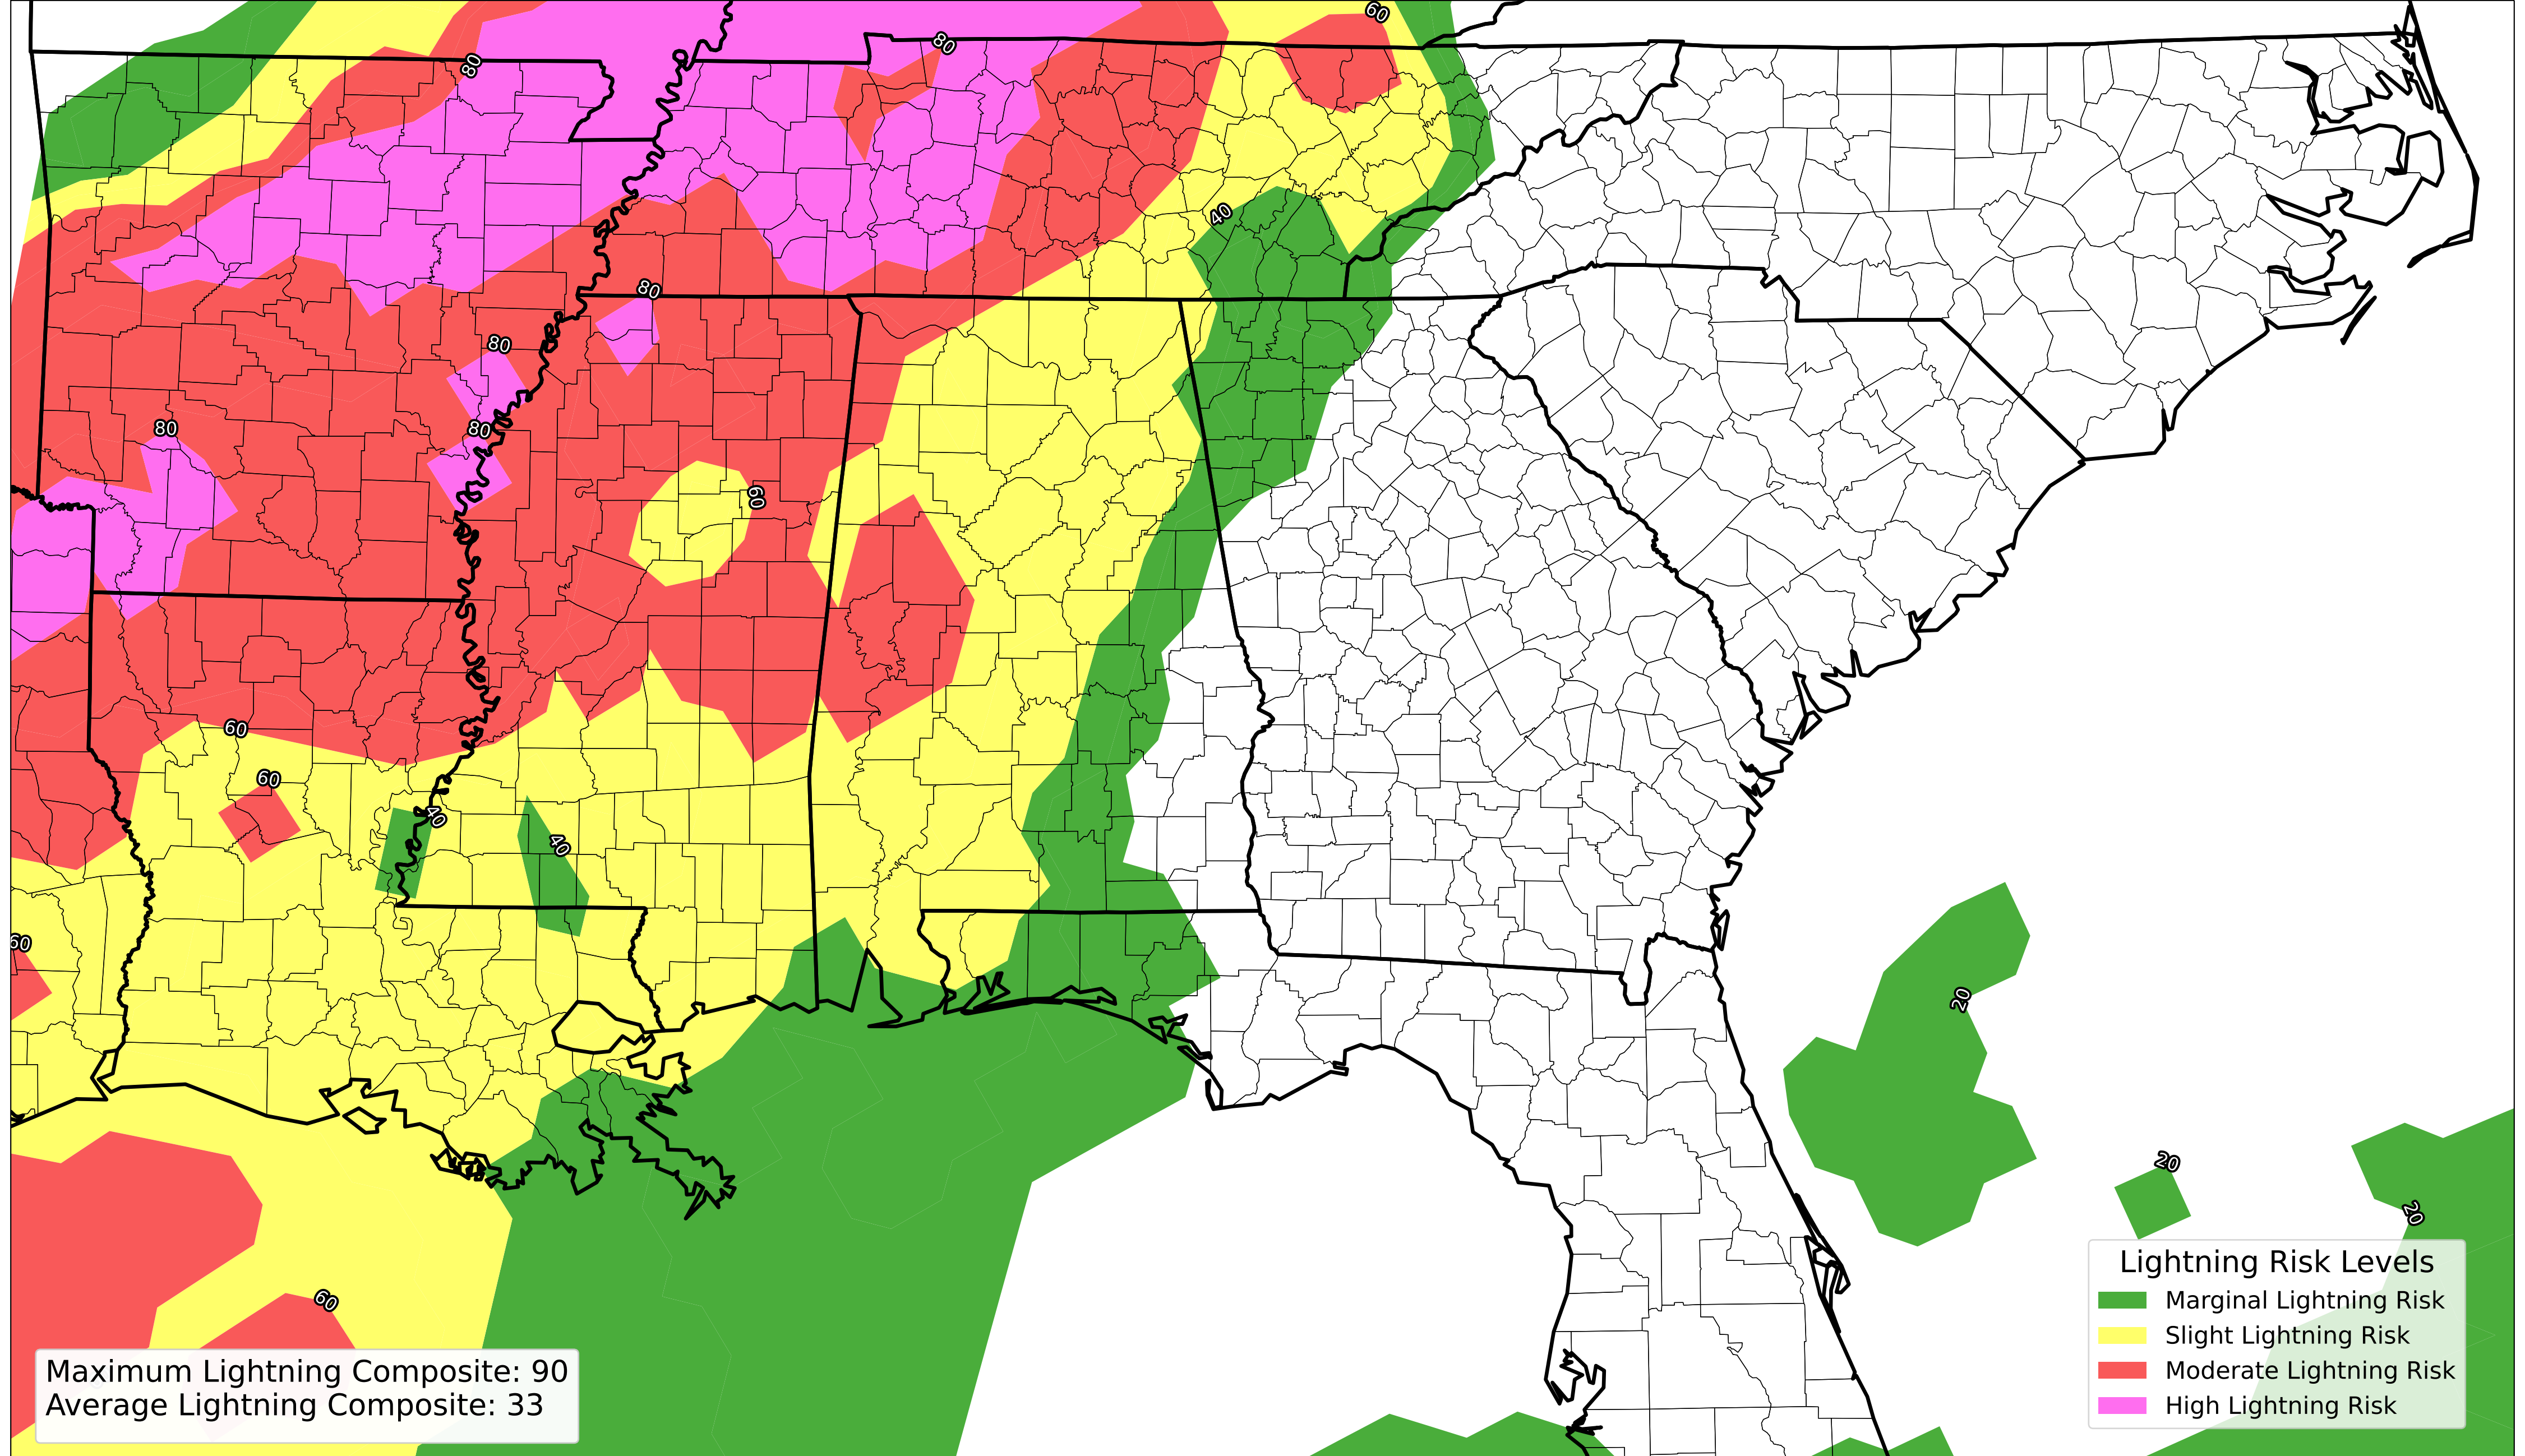 60
80
80
40
80
80
80
80
60
60
60
40
40
60
20
20
20
60
Lightning Risk Levels
Marginal Lightning Risk
Slight Lightning Risk
Moderate Lightning Risk
High Lightning Risk
Maximum Lightning Composite: 90
Average Lightning Composite: 33